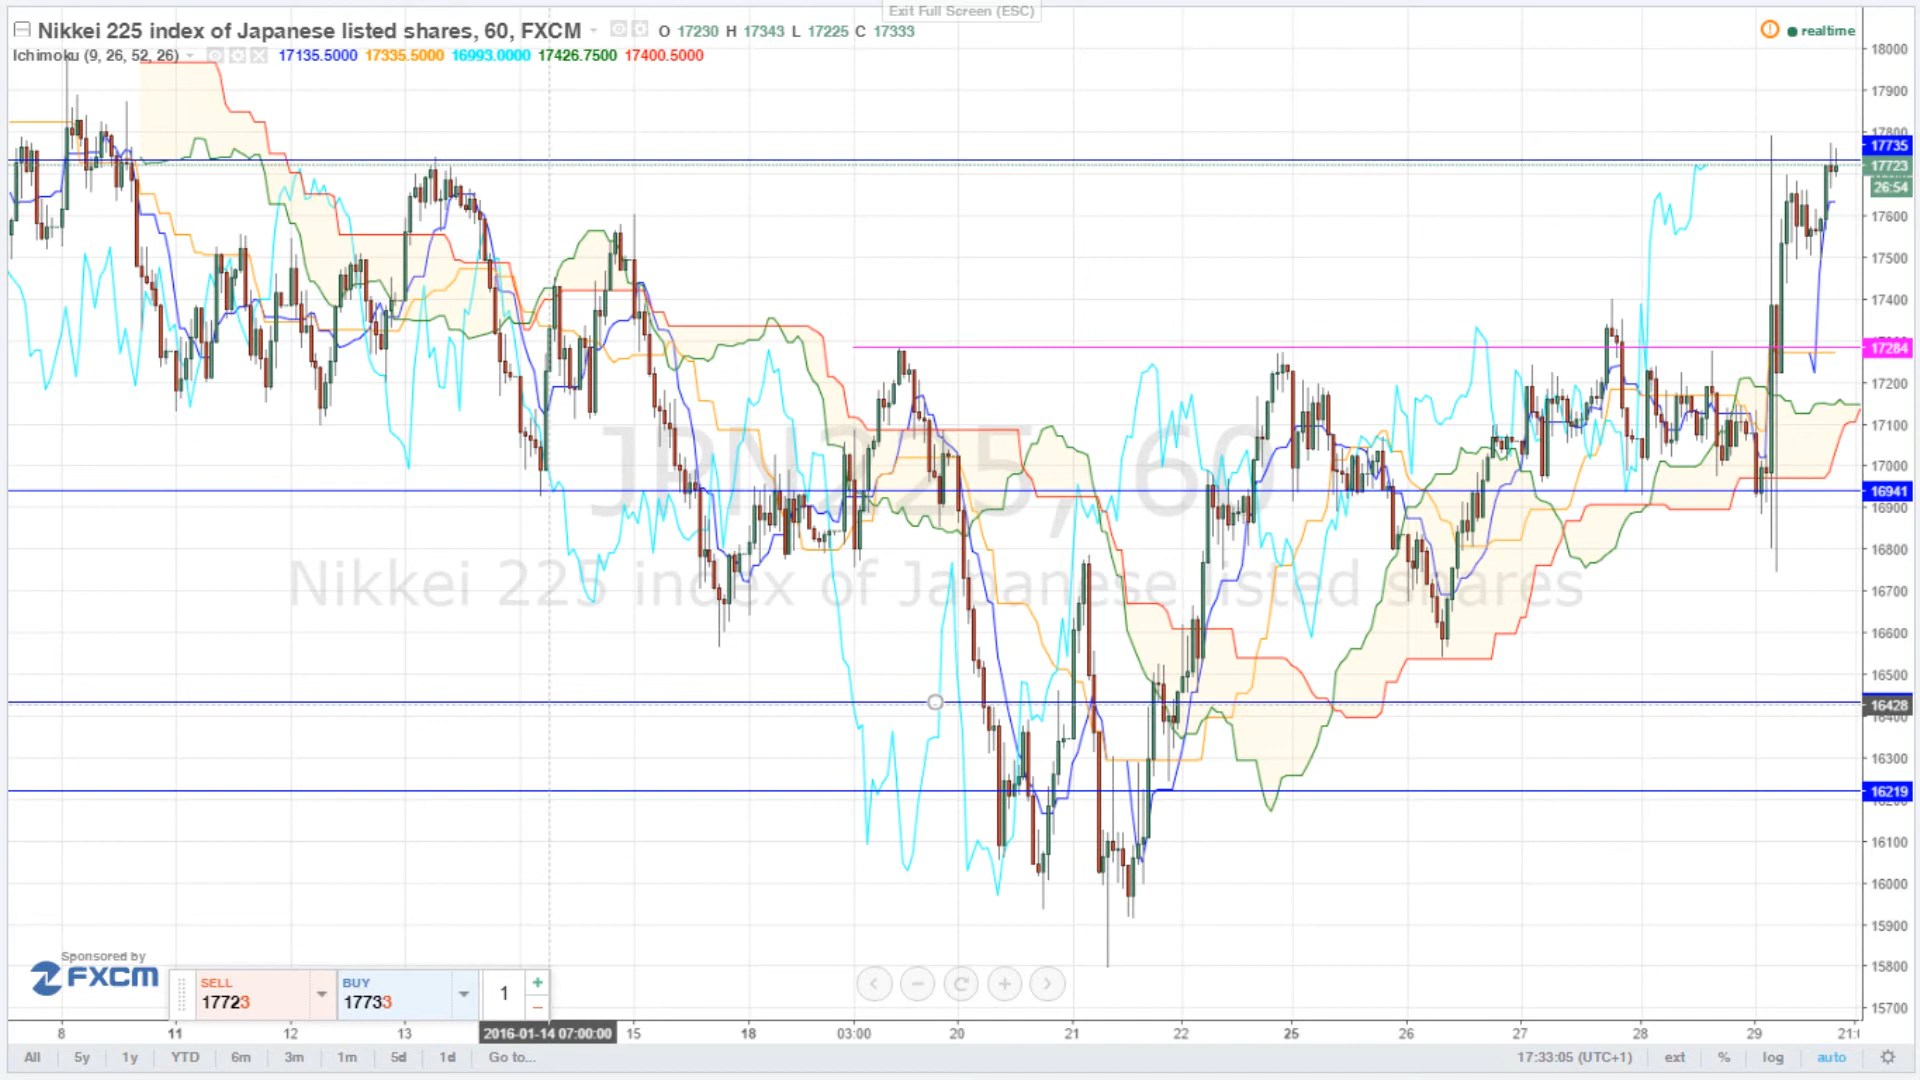 Exit Full Screen (ESC)
Nikkei 225 index of Japanese listed shares, 60, FXCM O 17230 H 17343 L 17225 C 17333
realtime
Ichimoku (9, 26, 52, 26) 17135.5000 17335.5000 16993.0000 17426.7500 17400.5000
18000
17900
17800
17735
17723
26:54
17600
17500
17400
17284
17200
17100
17000
16941
16900
16800
16700
16600
16500
16428
16300
16219
16100
16000
15900
15800
15700
JPN225, 60
Nikkei 225 index of Japanese listed shares
Sponsored by
FXCM
SELL
17723
BUY
17733
1
8 11 12 13 2016-01-14 07:00:00 15 18 03:00 20 21 22 25 26 27 28 29
All 5y 1y YTD 6m 3m 1m 5d 1d Go to... 17:33:05 (UTC+1) ext % log auto